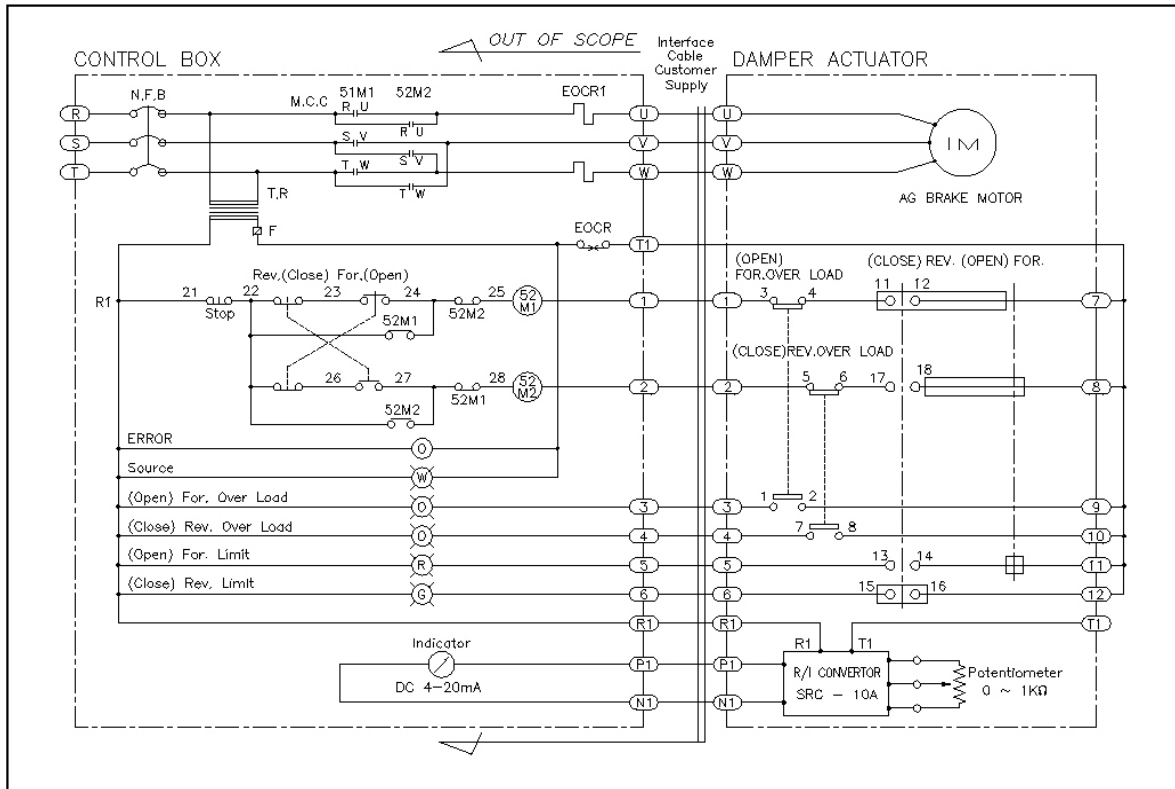 OUT OF SCOPE
Interface
Cable
Customer
Supply
CONTROL BOX
DAMPER ACTUATOR
N,F,B
M.C.C
51M1
52M2
EOCR1
R
R U
R U
U
U
S
S V
S V
V
V
T
T W
T W
W
W
IM
AG BRAKE MOTOR
T,R
F
EOCR
T1
Rev,(Close) For,(Open)
(OPEN)
FOR.OVER LOAD
(CLOSE) REV. (OPEN) FOR.
R1
21
Stop
22
23
24
52M1
52M2
25
52
M1
1
1
3
4
11
12
7
(CLOSE)REV.OVER LOAD
26
27
52M2
52M1
28
52
M2
2
2
5
6
17
18
8
ERROR
O
Source
W
(Open) For. Over Load
O
3
3
1
2
9
(Close) Rev. Over Load
O
4
4
7
8
10
(Open) For. Limit
R
5
5
13
14
11
(Close) Rev. Limit
G
6
6
15
16
12
R1
R1
R1
T1
T1
Indicator
DC 4-20mA
P1
P1
N1
N1
R/I CONVERTOR
SRC - 10A
Potentiometer
0 ~ 1KΩ